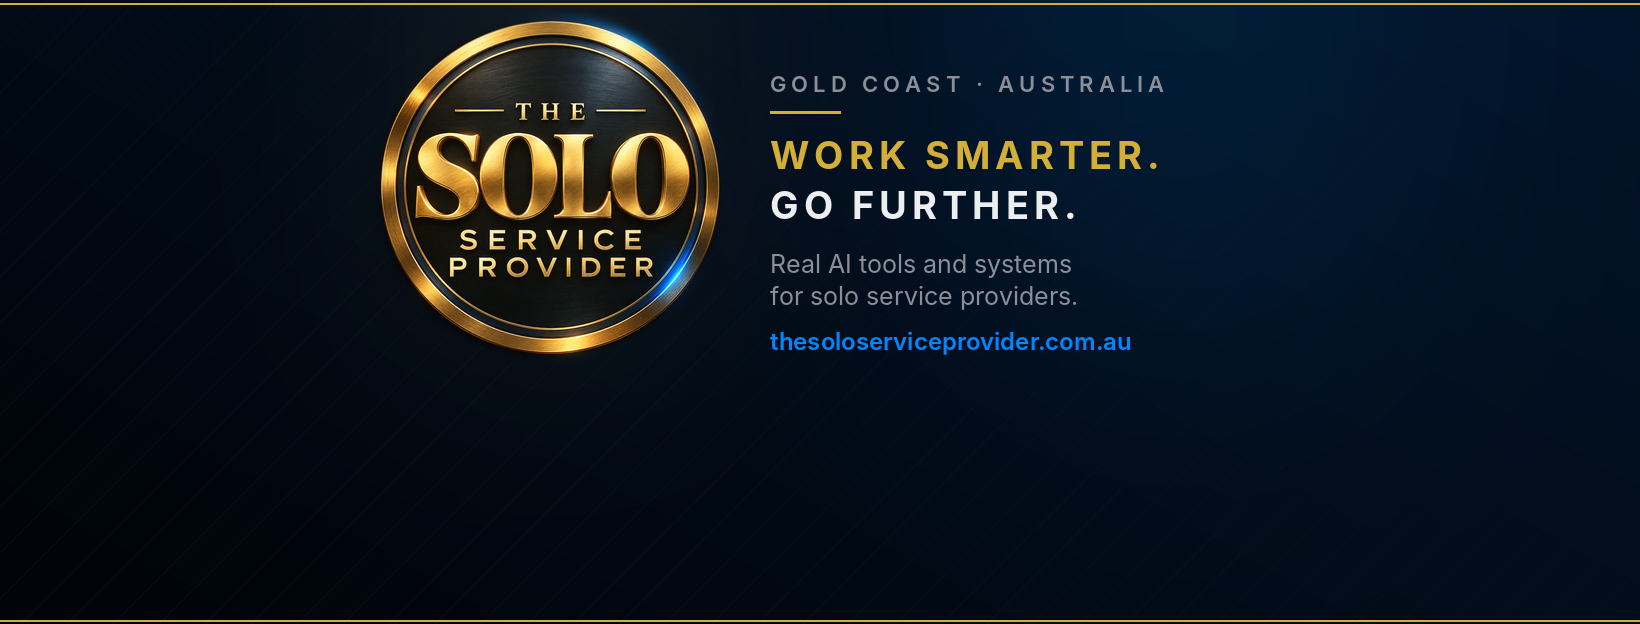 THE
SOLO
SERVICE
PROVIDER
GOLD COAST · AUSTRALIA
WORK SMARTER.
GO FURTHER.
Real AI tools and systems
for solo service providers.
thesoloserviceprovider.com.au